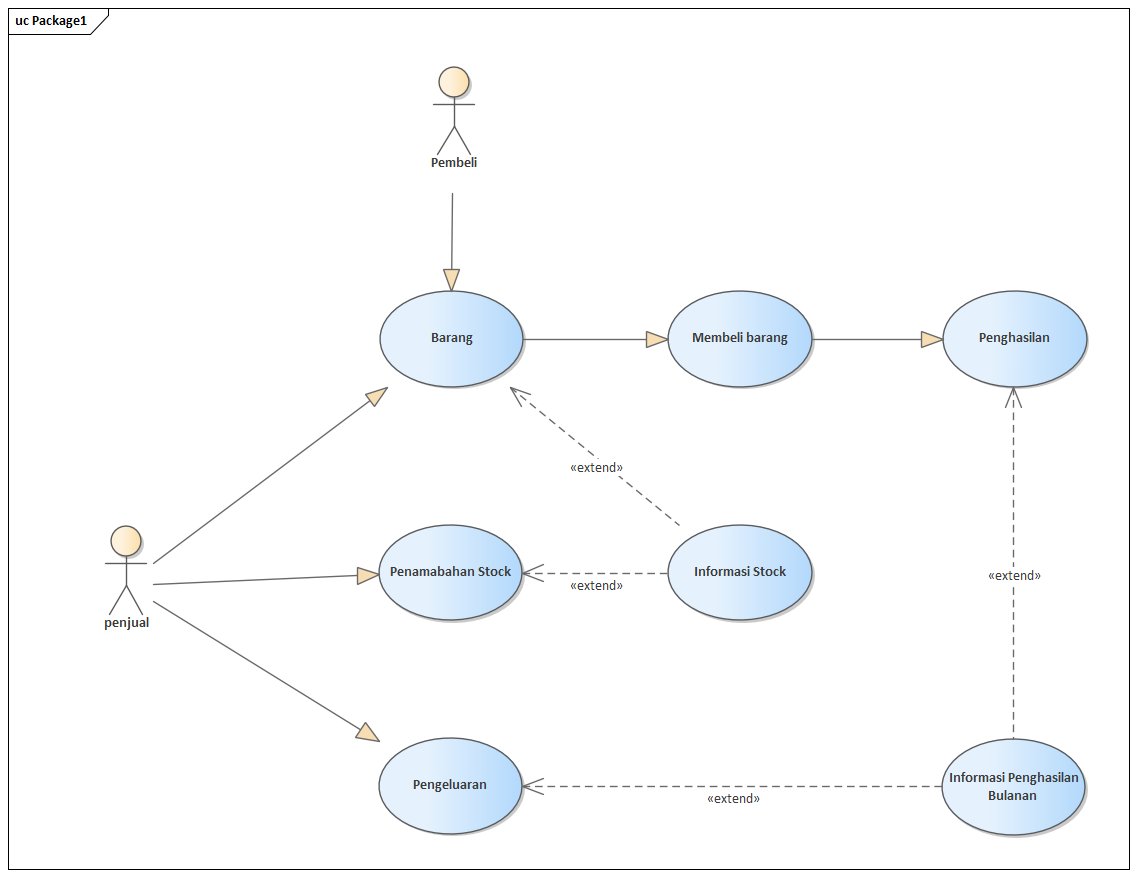 uc Package1
Pembeli
Barang
Membeli barang
Penghasilan
«extend»
penjual
Penamabahan Stock
Informasi Stock
«extend»
«extend»
Pengeluaran
Informasi Penghasilan
Bulanan
«extend»